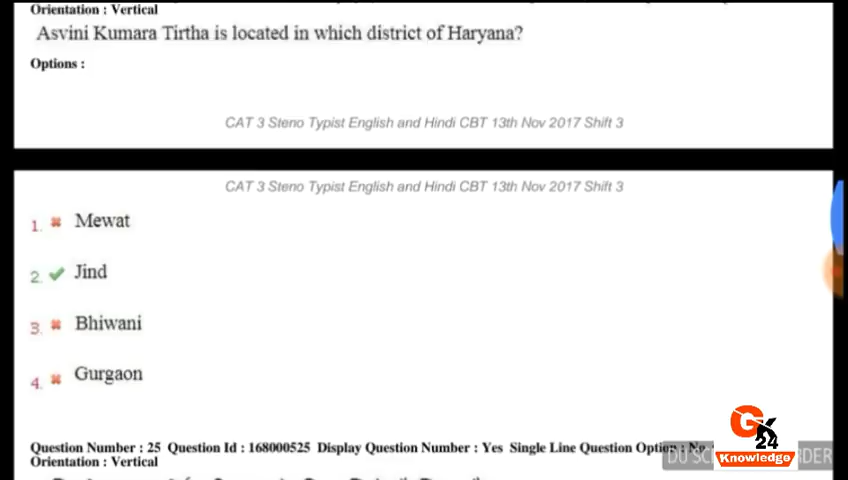 Orientation : Vertical
Asvini Kumara Tirtha is located in which district of Haryana?
Options :
CAT 3 Steno Typist English and Hindi CBT 13th Nov 2017 Shift 3
CAT 3 Steno Typist English and Hindi CBT 13th Nov 2017 Shift 3
1. Mewat
2. Jind
3. Bhiwani
4. Gurgaon
Question Number : 25 Question Id : 168000525 Display Question Number : Yes Single Line Question Option : No
Orientation : Vertical
24
Knowledge